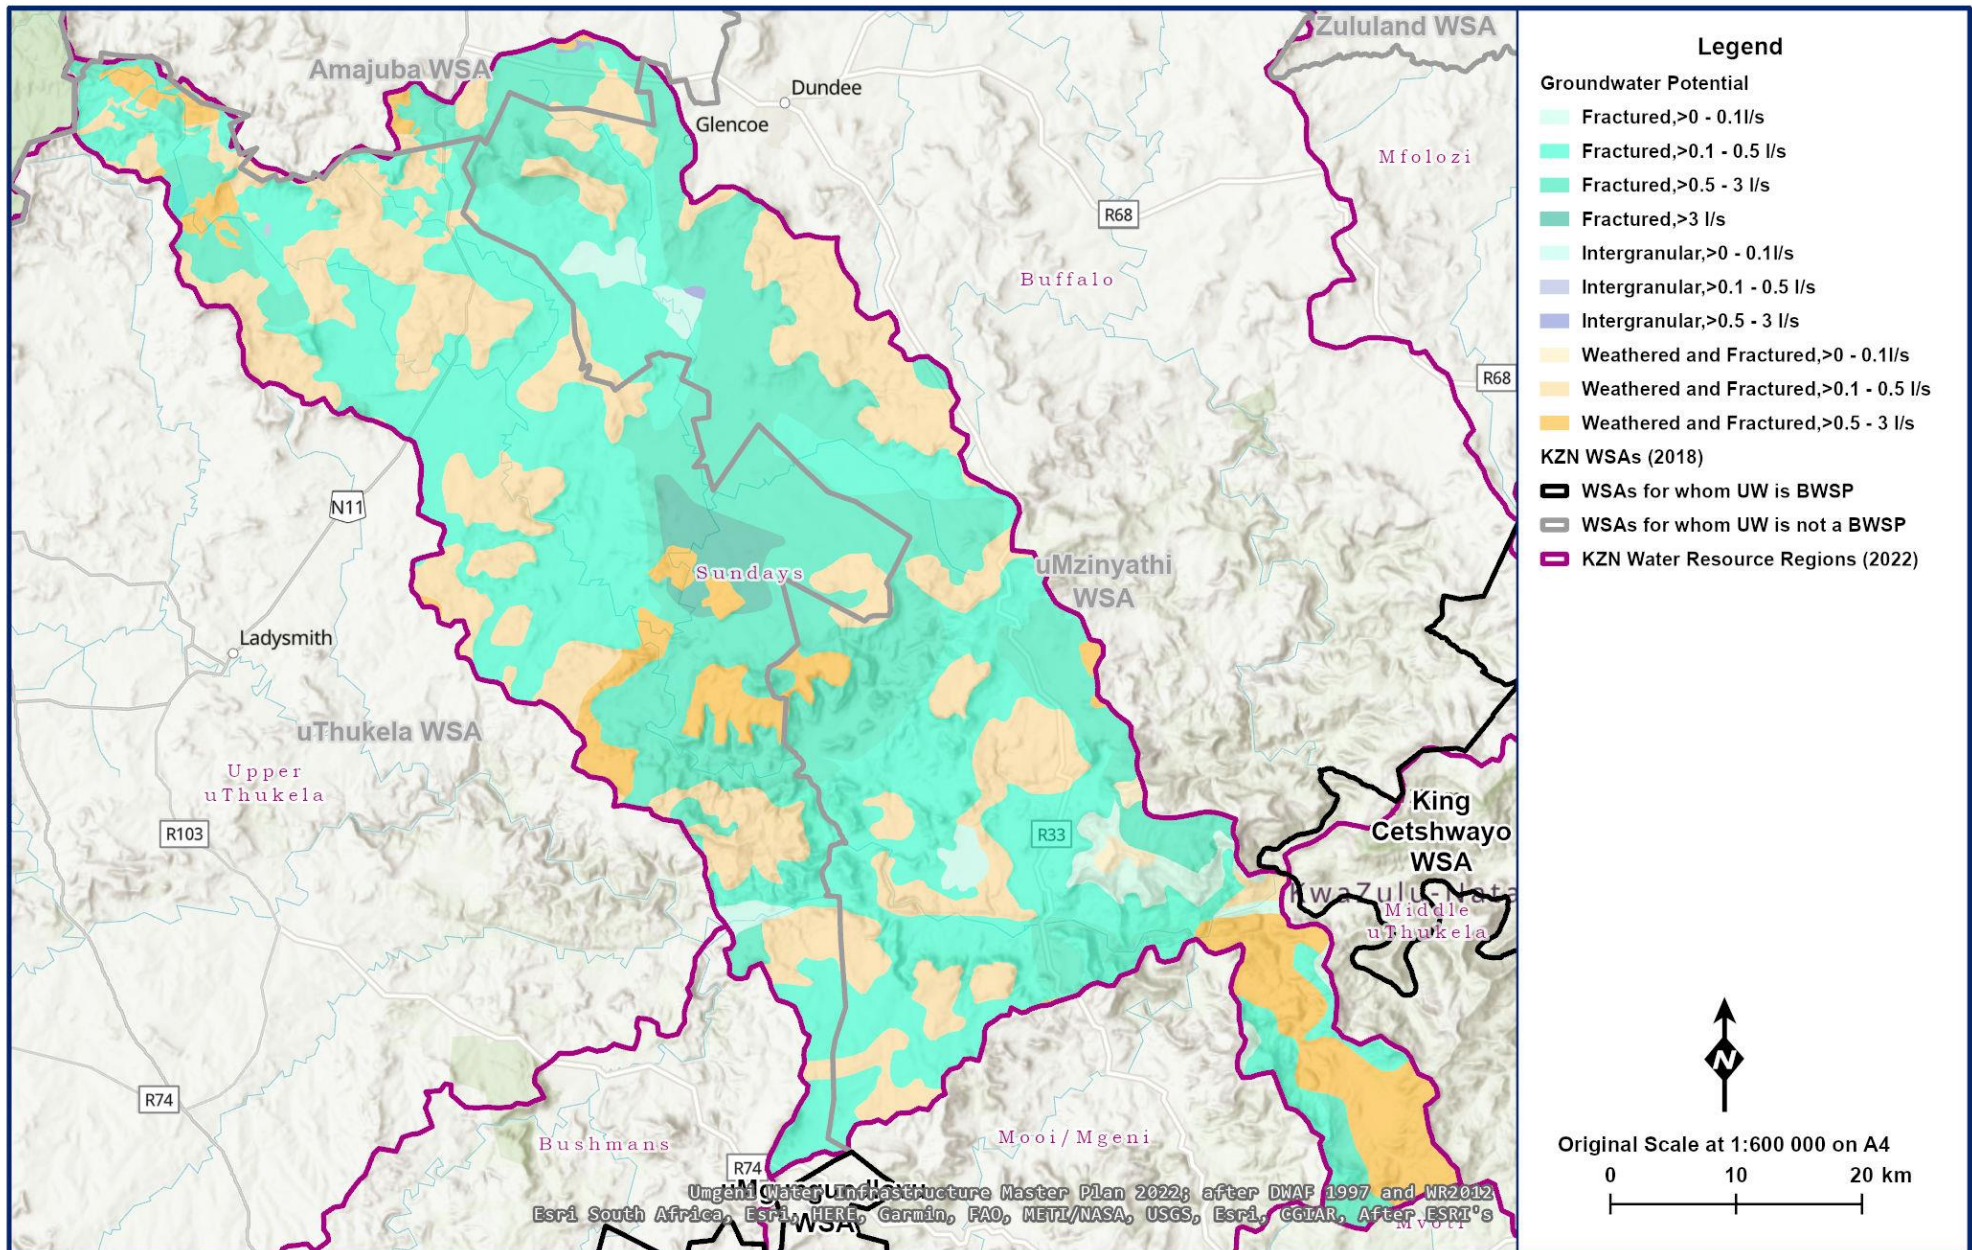 Zululand WSA
Amajuba WSA
Dundee
Glencoe
Mfolozi
R68
Buffalo
R68
N11
uMzinyathi
WSA
Sundays
Ladysmith
uThukela WSA
Upper
uThukela
R103
R33
King
Cetshwayo
WSA
KwaZulu-Nata
Middle
uThukela
R74
Bushmans
Mooi/Mgeni
R74
WSA
Mvoti
Umgeni Water Infrastructure Master Plan 2022; after DWAF 1997 and WR2012
Esri South Africa, Esri, HERE, Garmin, FAO, METI/NASA, USGS, Esri, CGIAR, After ESRI's
Legend
Groundwater Potential
Fractured,>0 - 0.1l/s
Fractured,>0.1 - 0.5 l/s
Fractured,>0.5 - 3 l/s
Fractured,>3 l/s
Intergranular,>0 - 0.1l/s
Intergranular,>0.1 - 0.5 l/s
Intergranular,>0.5 - 3 l/s
Weathered and Fractured,>0 - 0.1l/s
Weathered and Fractured,>0.1 - 0.5 l/s
Weathered and Fractured,>0.5 - 3 l/s
KZN WSAs (2018)
WSAs for whom UW is BWSP
WSAs for whom UW is not a BWSP
KZN Water Resource Regions (2022)
N
Original Scale at 1:600 000 on A4
0 10 20 km